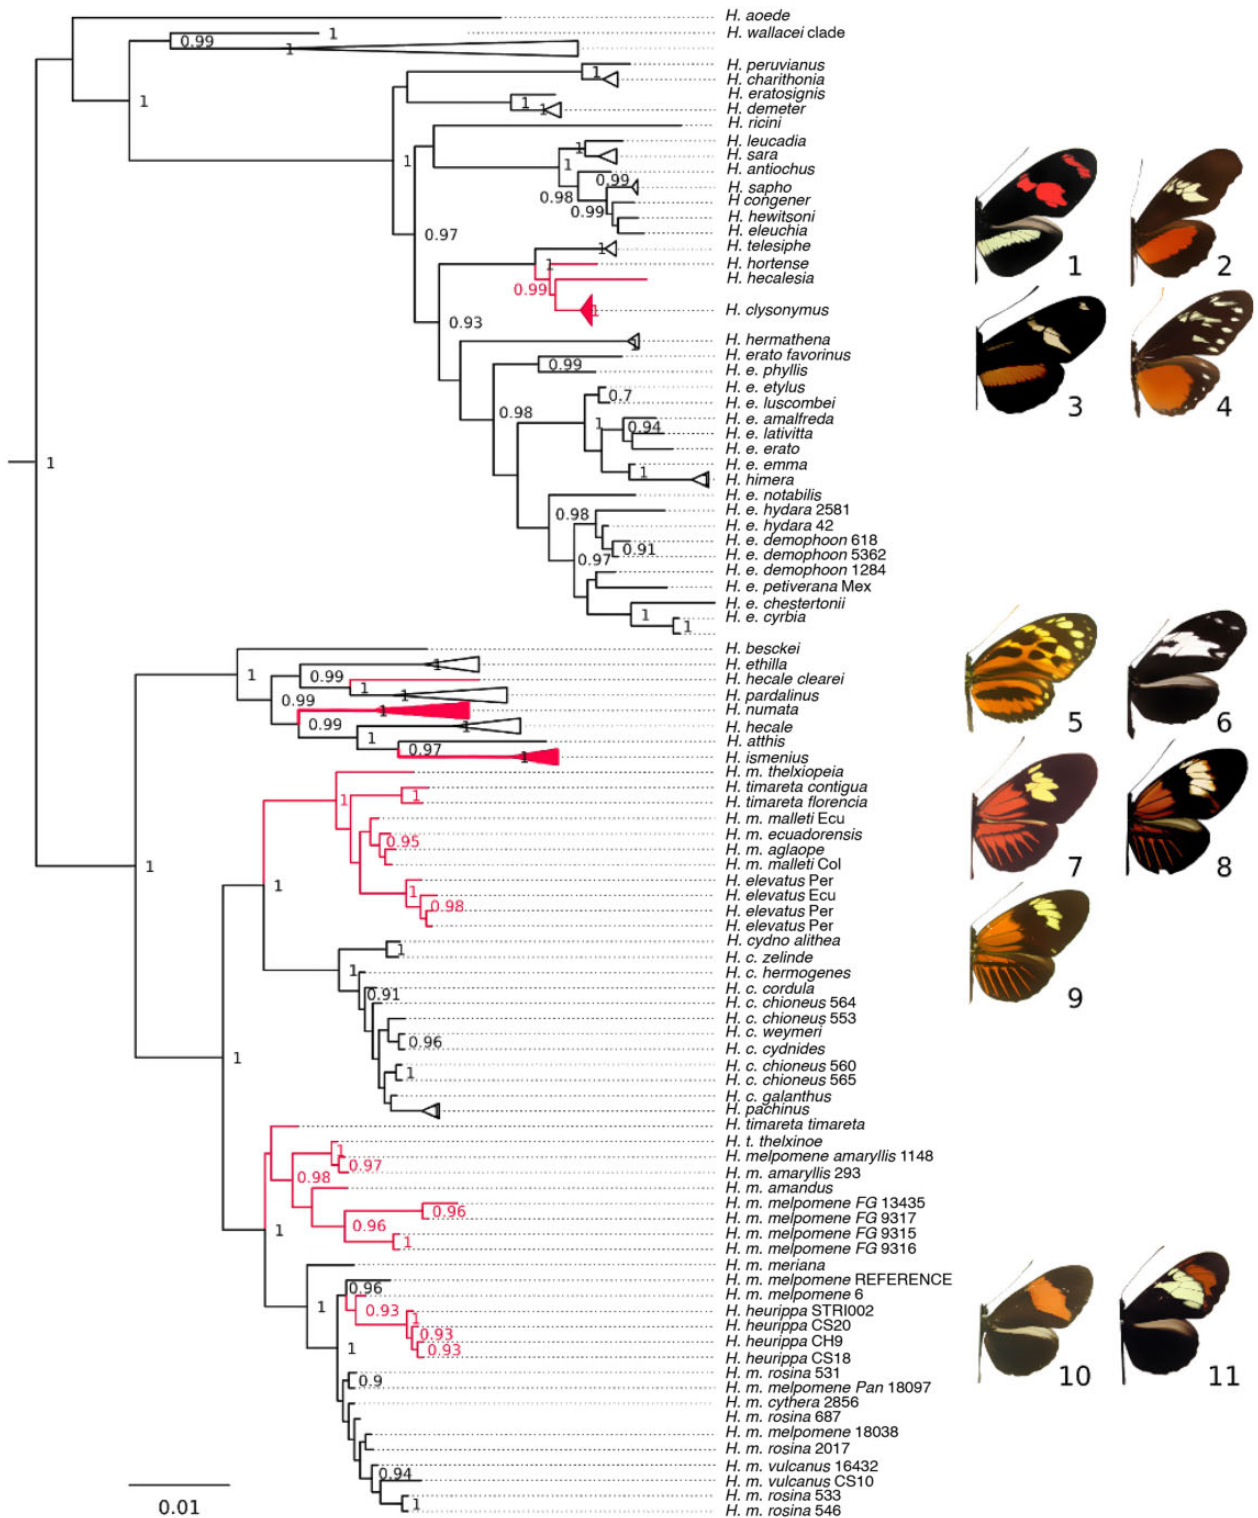 H. aoede
1
H. wallacei clade
0.99
1
H. peruvianus
1
H. charithonia
H. eratosignis
1
1
H. demeter
1
H. ricini
H. leucadia
1
H. sara
1
1
H. antiochus
0.99
H. sapho
0.98
H congener
0.99
H. hewitsoni
H. eleuchia
0.97
H. telesiphe
1
H. hortense
1
H. hecalesia
0.99
H. clysonymus
1
0.93
H. hermathena
H. erato favorinus
0.99
H. e. phyllis
H. e. etylus
0.7
H. e. luscombei
0.98
H. e. amalfreda
1
0.94
H. e. lativitta
H. e. erato
1
H. e. emma
1
H. himera
H. e. notabilis
0.98
H. e. hydara 2581
H. e. hydara 42
H. e. demophoon 618
0.91
H. e. demophoon 5362
0.97
H. e. demophoon 1284
H. e. petiverana Mex
H. e. chestertonii
1
H. e. cyrbia
1
H. besckei
H. ethilla
1
1
0.99
H. hecale clearei
1
1
H. pardalinus
0.99
H. numata
1
0.99
H. hecale
1
1
H. atthis
0.97
H. ismenius
1
H. m. thelxiopeia
H. timareta contigua
1
1
H. timareta florencia
H. m. malleti Ecu
H. m. ecuadorensis
0.95
H. m. aglaope
H. m. malleti Col
1
H. elevatus Per
1
1
H. elevatus Ecu
0.98
H. elevatus Per
H. elevatus Per
H. cydno alithea
1
H. c. zelinde
1
H. c. hermogenes
H. c. cordula
0.91
H. c. chioneus 564
H. c. chioneus 553
H. c. weymeri
0.96
H. c. cydnides
1
H. c. chioneus 560
1
H. c. chioneus 565
H. c. galanthus
H. pachinus
H. timareta timareta
H. t. thelxinoe
1
H. melpomene amaryllis 1148
0.97
H. m. amaryllis 293
0.98
H. m. amandus
H. m. melpomene FG 13435
0.96
H. m. melpomene FG 9317
0.96
1
H. m. melpomene FG 9315
1
H. m. melpomene FG 9316
H. m. meriana
H. m. melpomene REFERENCE
0.96
H. m. melpomene 6
1
0.93
H. heurippa STRI002
1
H. heurippa CS20
0.93
H. heurippa CH9
1
0.93
H. heurippa CS18
H. m. rosina 531
0.9
H. m. melpomene Pan 18097
H. m. cythera 2856
H. m. rosina 687
H. m. melpomene 18038
H. m. rosina 2017
H. m. vulcanus 16432
0.94
H. m. vulcanus CS10
H. m. rosina 533
1
H. m. rosina 546
0.01
1
2
3
4
5
6
7
8
9
10
11